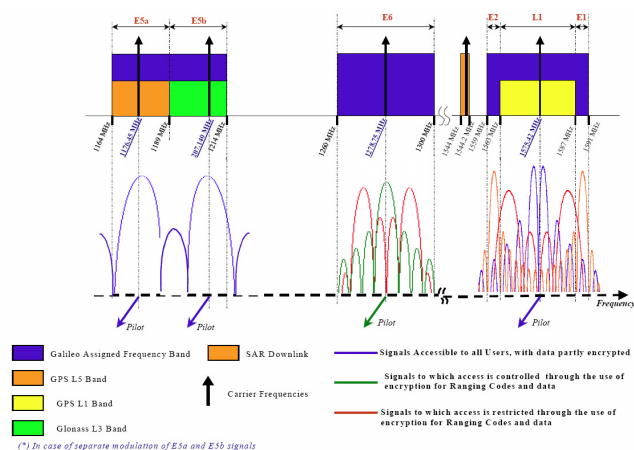 E5a E5b E6 E2 L1 E1
1164 MHz
1176.45 MHz
1189 MHz
207.140 MHz
1214 MHz
1260 MHz
1278.75 MHz
1300 MHz
1544 MHz
1544.2 MHz
1559 MHz
1563 MHz
1575.42 MHz
1587 MHz
1591 MHz
Frequency
Pilot Pilot Pilot Pilot
Galileo Assigned Frequency Band
SAR Downlink
Signals Accessible to all Users, with data partly encrypted
GPS L5 Band
Signals to which access is controlled through the use of
encryption for Ranging Codes and data
GPS L1 Band
Carrier Frequencies
Signals to which access is restricted through the use of
encryption for Ranging Codes and data
Glonass L3 Band
(*) In case of separate modulation of E5a and E5b signals